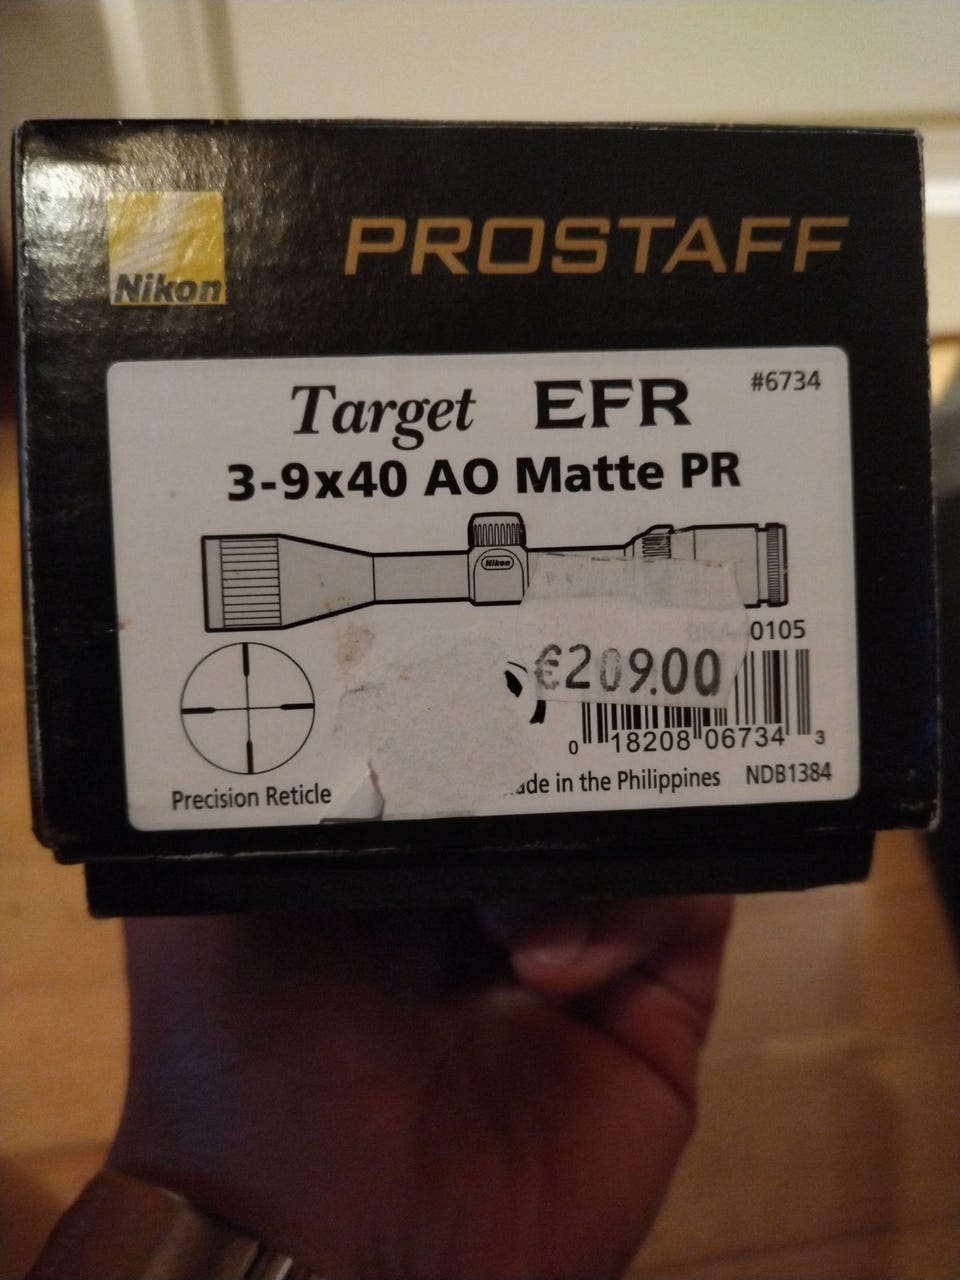 Nikon
PROSTAFF
Target EFR
#6734
3-9x40 AO Matte PR
Nikon
0105
€209.00
0 18208 06734 3
Precision Reticle
in the Philippines
NDB1384